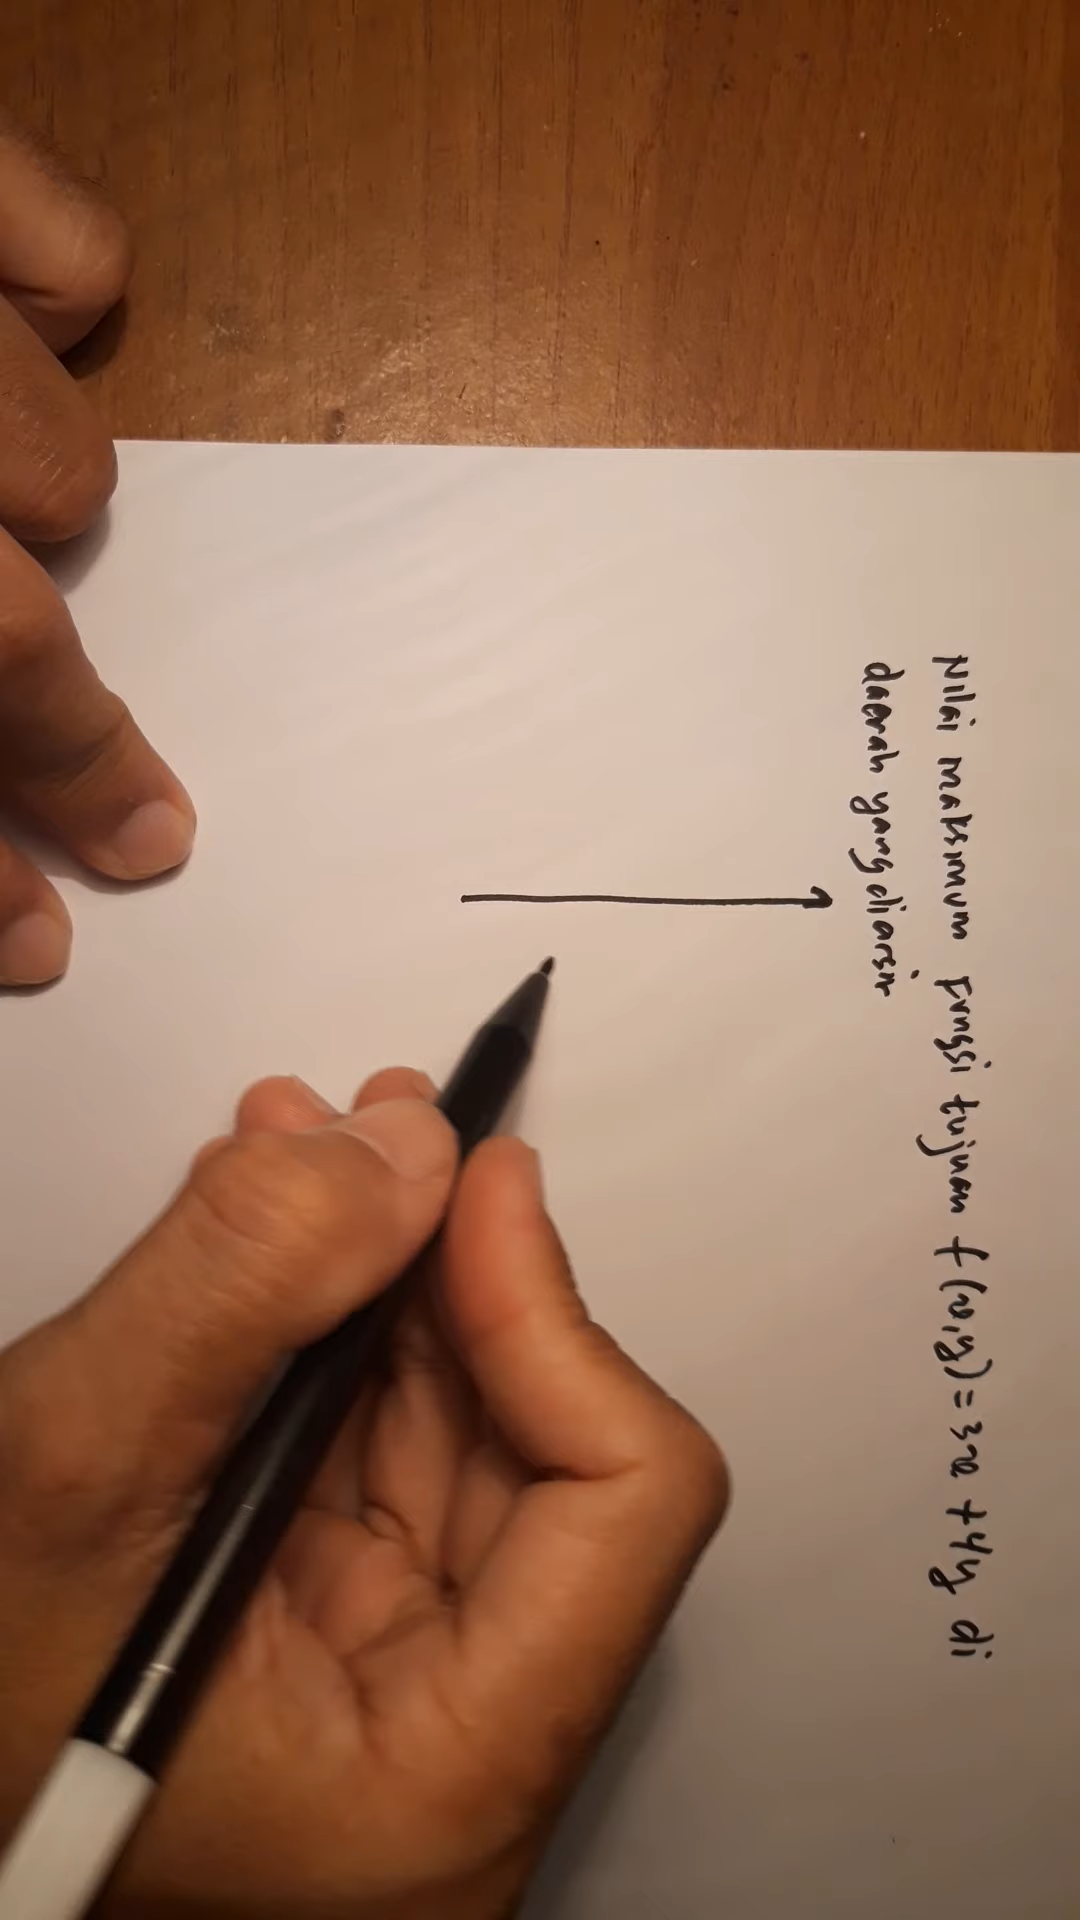 Nilai maksimum fungsi tujuan f(x,y) = 3x + 4y di
daerah yang diarsir